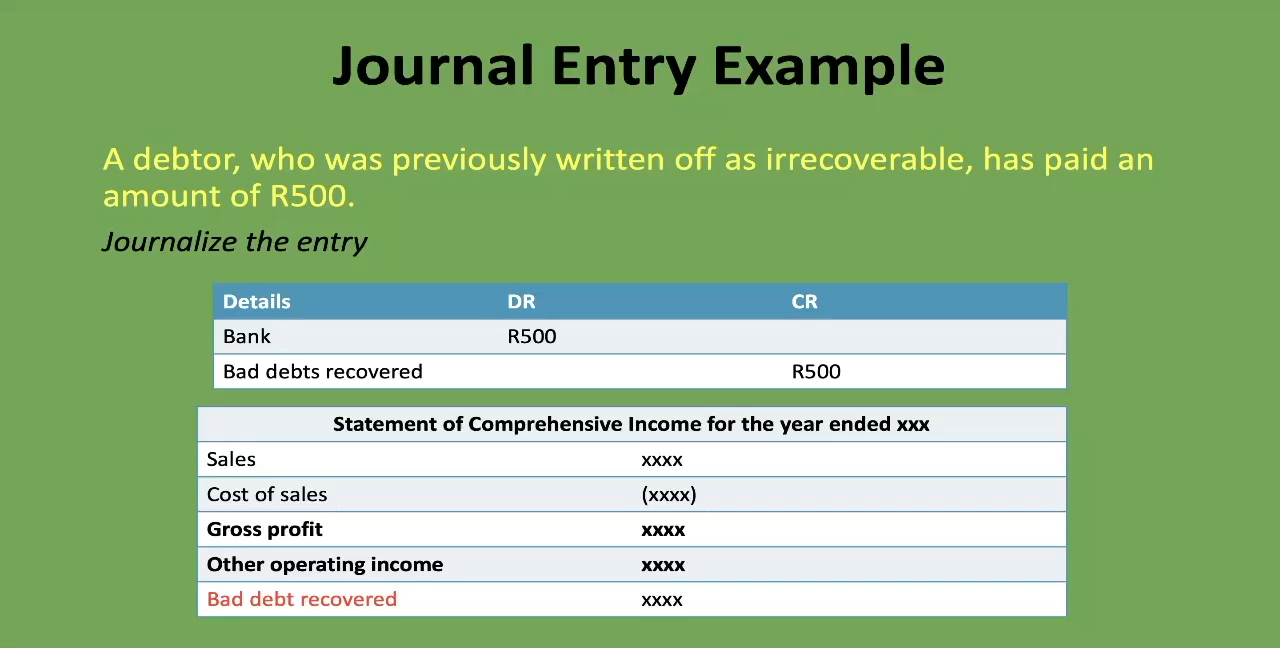 Journal Entry Example
A debtor, who was previously written off as irrecoverable, has paid an
amount of R500.
Journalize the entry
Details DR CR
Bank R500
Bad debts recovered R500
Statement of Comprehensive Income for the year ended xxx
Sales xxxx
Cost of sales (xxxx)
Gross profit xxxx
Other operating income xxxx
Bad debt recovered xxxx